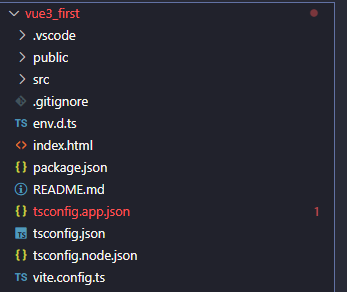 vue3_first
.vscode
public
src
.gitignore
TS env.d.ts
<> index.html
{} package.json
README.md
{} tsconfig.app.json 1
TS tsconfig.json
{} tsconfig.node.json
TS vite.config.ts